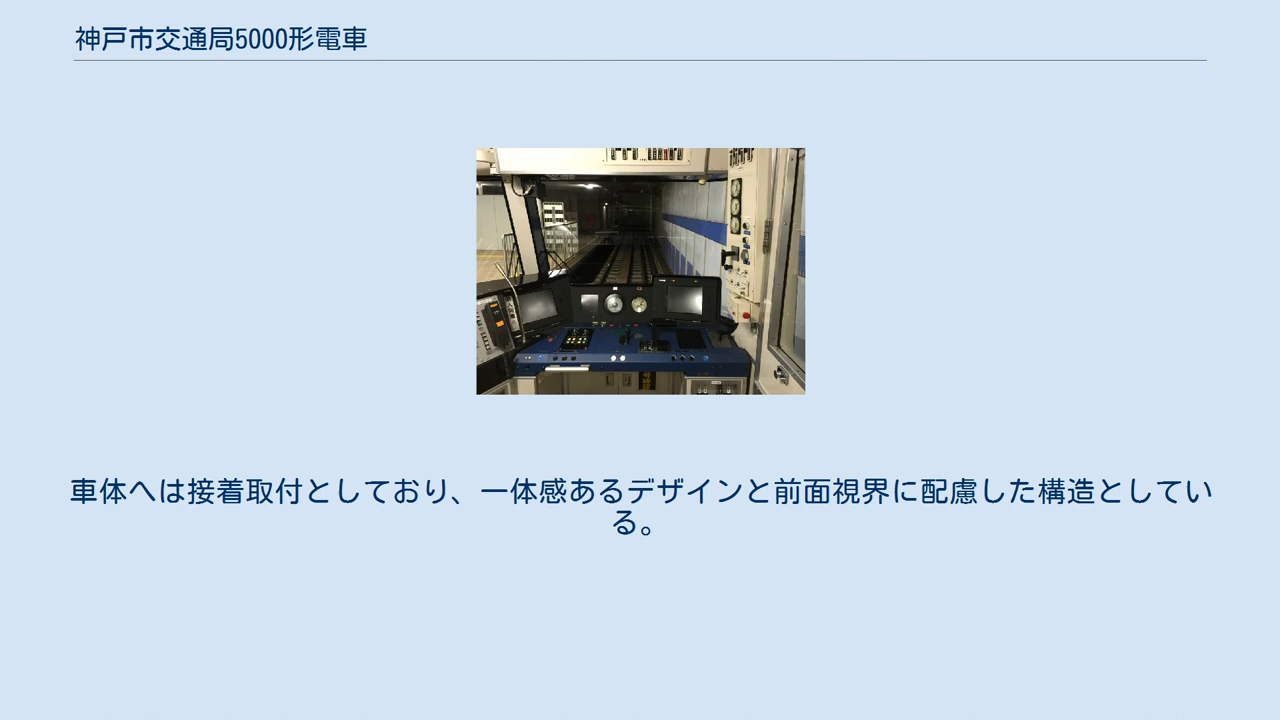 神戸市交通局5000形電車
車体へは接着取付としており、一体感あるデザインと前面視界に配慮した構造としてい
る。